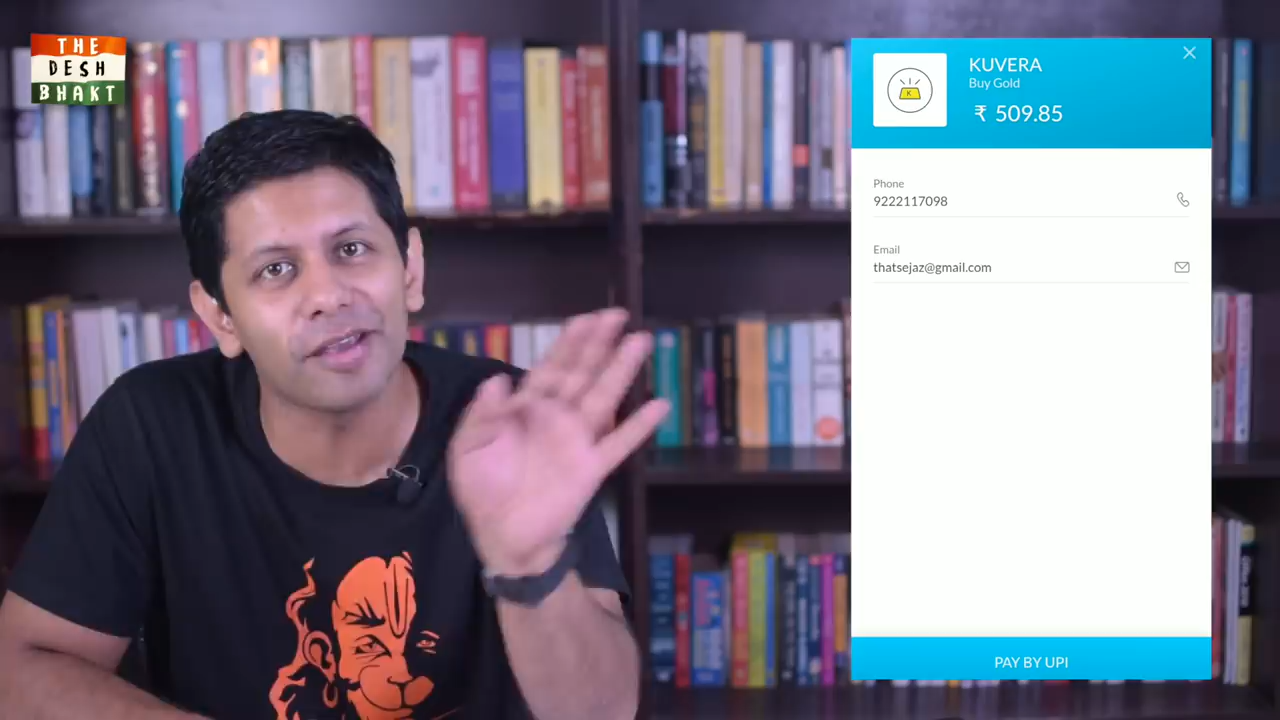 THE
DESH
BHAKT
KUVERA
Buy Gold
₹ 509.85
Phone
9222117098
Email
thatsejaz@gmail.com
PAY BY UPI